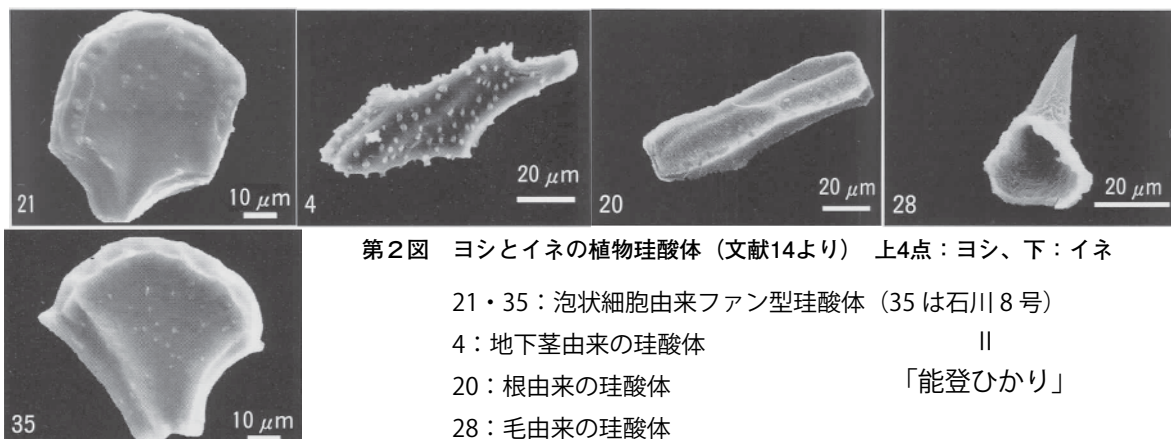 21
10 μm
4
20 μm
20
20 μm
28
20 μm
35
10 μm
第2図 ヨシとイネの植物珪酸体（文献14より） 上4点：ヨシ、下：イネ
21・35：泡状細胞由来ファン型珪酸体（35は石川8号）
4：地下茎由来の珪酸体
||
20：根由来の珪酸体
「能登ひかり」
28：毛由来の珪酸体